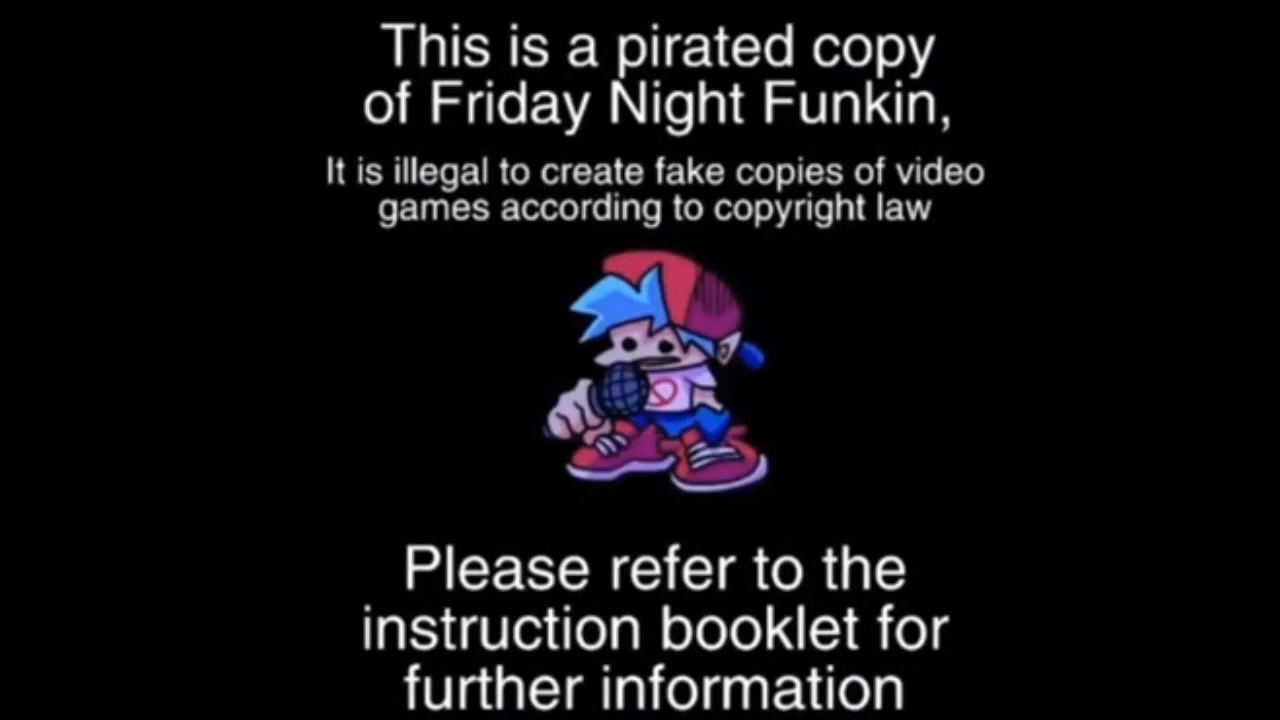 This is a pirated copy
of Friday Night Funkin,
It is illegal to create fake copies of video
games according to copyright law
Please refer to the
instruction booklet for
further information